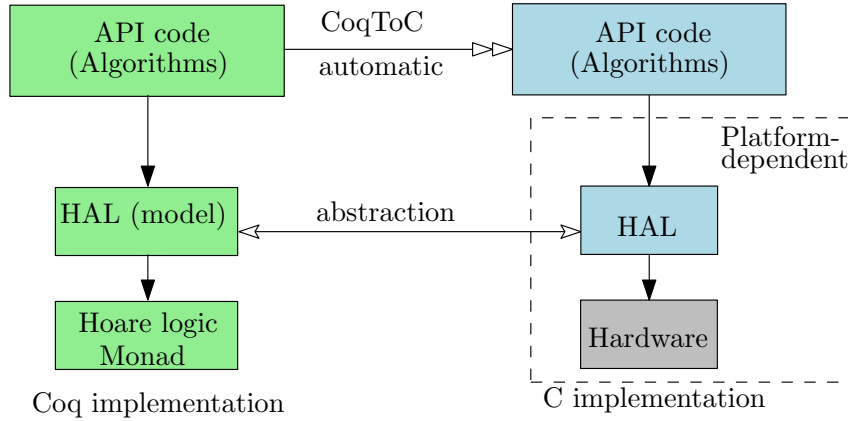 API code
(Algorithms)
CoqToC
automatic
API code
(Algorithms)
Platform-
dependent
HAL (model)
abstraction
HAL
Hoare logic
Monad
Hardware
Coq implementation
C implementation